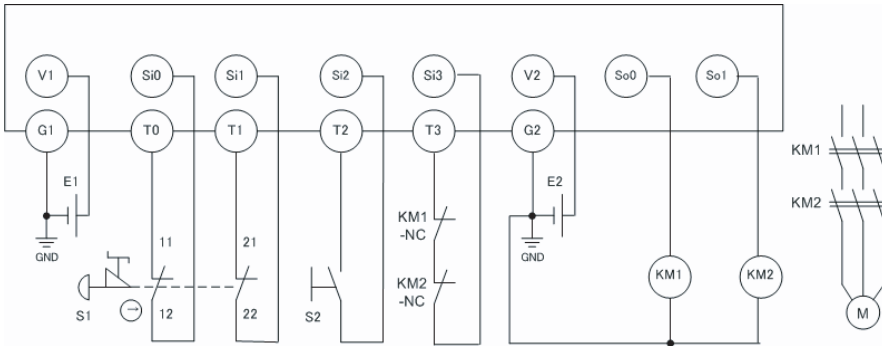 V1 Si0 Si1 Si2 Si3 V2 So0 So1
G1 T0 T1 T2 T3 G2
KM1
E1 E2
KM2
KM1
-NC
11 21
GND GND
KM2
-NC
KM1 KM2
S1 12 22 S2
M